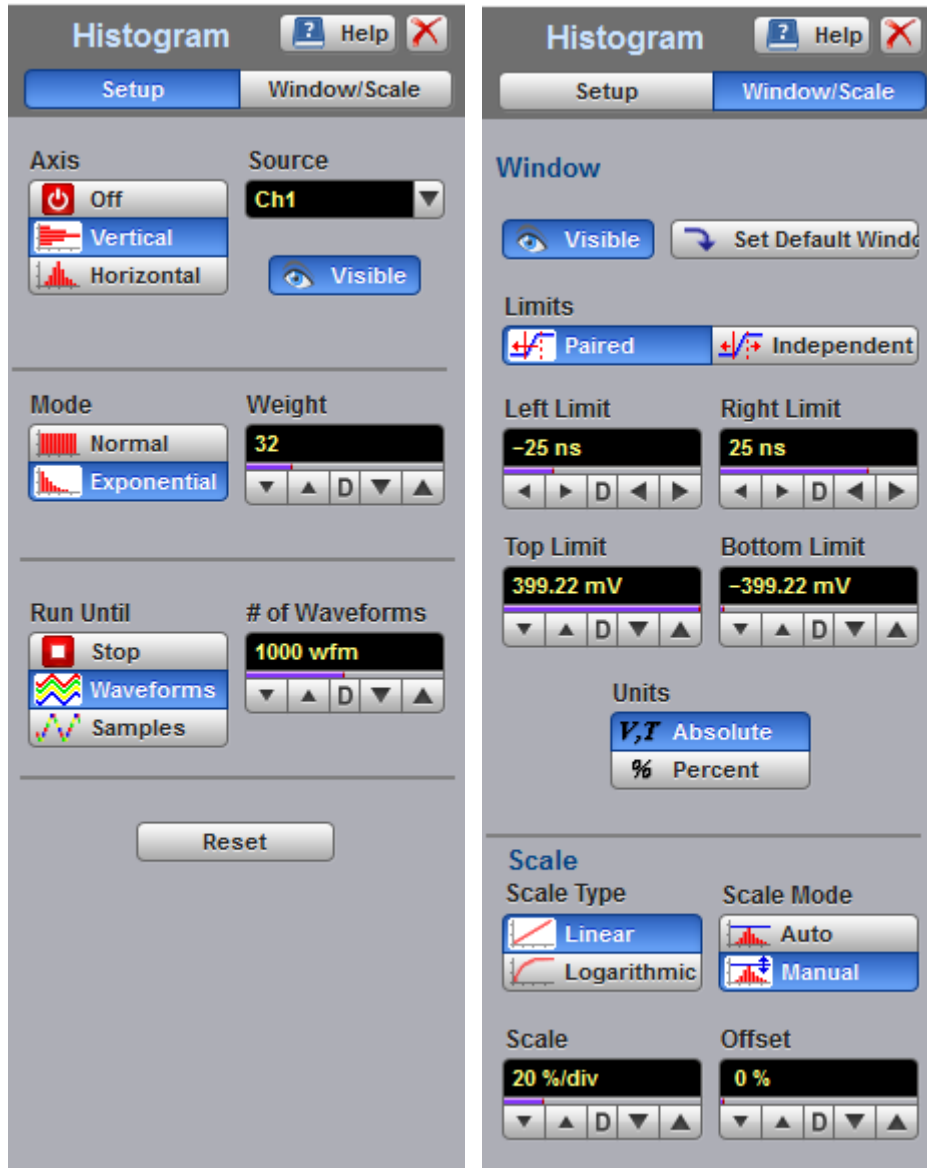 Histogram
? Help
Setup Window/Scale
Axis Source
Off Ch1
Vertical
Horizontal Visible
Mode Weight
Normal 32
Exponential D
Run Until # of Waveforms
Stop 1000 wfm
Waveforms D
Samples
Reset
Histogram
? Help
Setup Window/Scale
Window
Visible Set Default Windo
Limits
Paired Independent
Left Limit Right Limit
−25 ns 25 ns
D D
Top Limit Bottom Limit
399.22 mV −399.22 mV
D D
Units
V,T Absolute
% Percent
Scale
Scale Type Scale Mode
Linear Auto
Logarithmic Manual
Scale Offset
20 %/div 0 %
D D